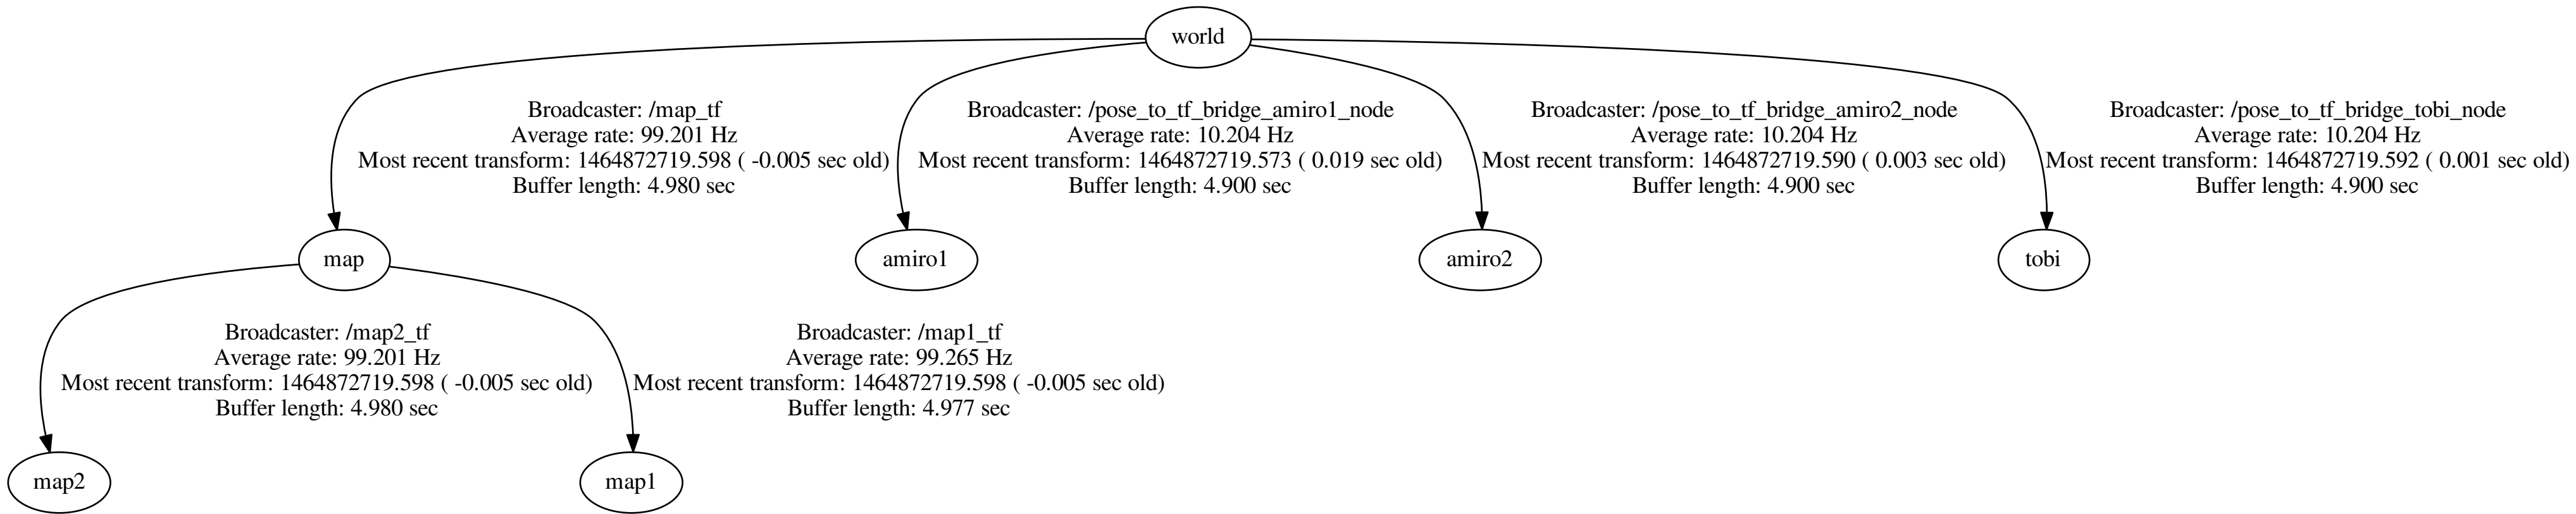 world
Broadcaster: /map_tf
Average rate: 99.201 Hz
Most recent transform: 1464872719.598 ( -0.005 sec old)
Buffer length: 4.980 sec
Broadcaster: /pose_to_tf_bridge_amiro1_node
Average rate: 10.204 Hz
Most recent transform: 1464872719.573 ( 0.019 sec old)
Buffer length: 4.900 sec
Broadcaster: /pose_to_tf_bridge_amiro2_node
Average rate: 10.204 Hz
Most recent transform: 1464872719.590 ( 0.003 sec old)
Buffer length: 4.900 sec
Broadcaster: /pose_to_tf_bridge_tobi_node
Average rate: 10.204 Hz
Most recent transform: 1464872719.592 ( 0.001 sec old)
Buffer length: 4.900 sec
map
amiro1
amiro2
tobi
Broadcaster: /map2_tf
Average rate: 99.201 Hz
Most recent transform: 1464872719.598 ( -0.005 sec old)
Buffer length: 4.980 sec
Broadcaster: /map1_tf
Average rate: 99.265 Hz
Most recent transform: 1464872719.598 ( -0.005 sec old)
Buffer length: 4.977 sec
map2
map1